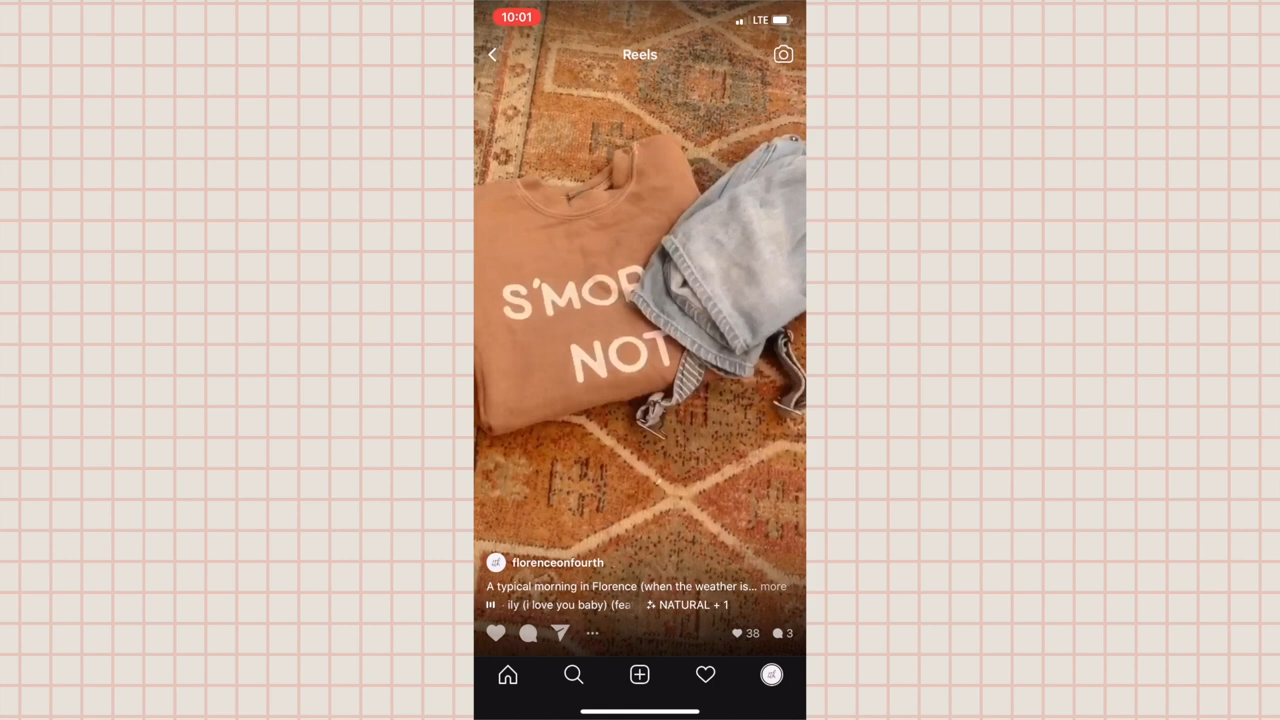 10:01
LTE
Reels
S'MOR
NOT
florenceonfourth
A typical morning in Florence (when the weather is... more
ily (i love you baby) (fea
NATURAL + 1
38
3